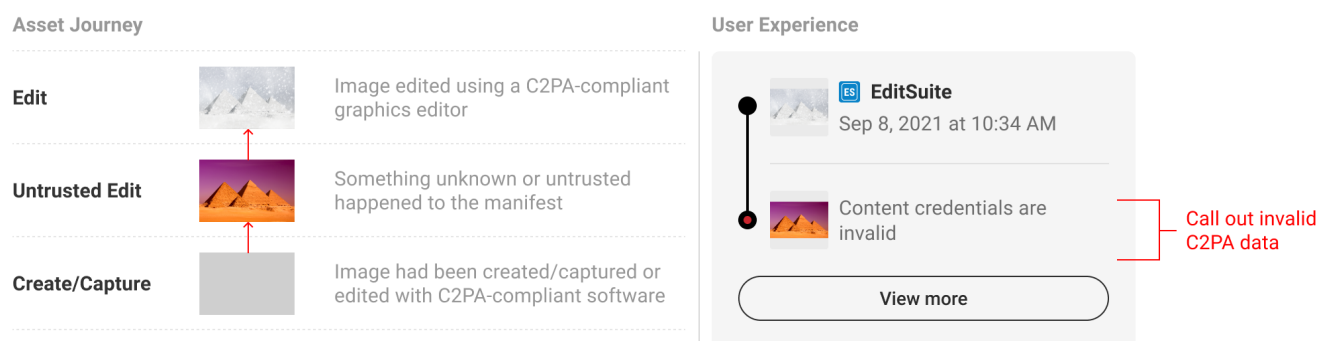 Asset Journey
Edit
Image edited using a C2PA-compliant
graphics editor
Untrusted Edit
Something unknown or untrusted
happened to the manifest
Create/Capture
Image had been created/captured or
edited with C2PA-compliant software
User Experience
ES EditSuite
Sep 8, 2021 at 10:34 AM
Content credentials are
invalid
View more
Call out invalid
C2PA data